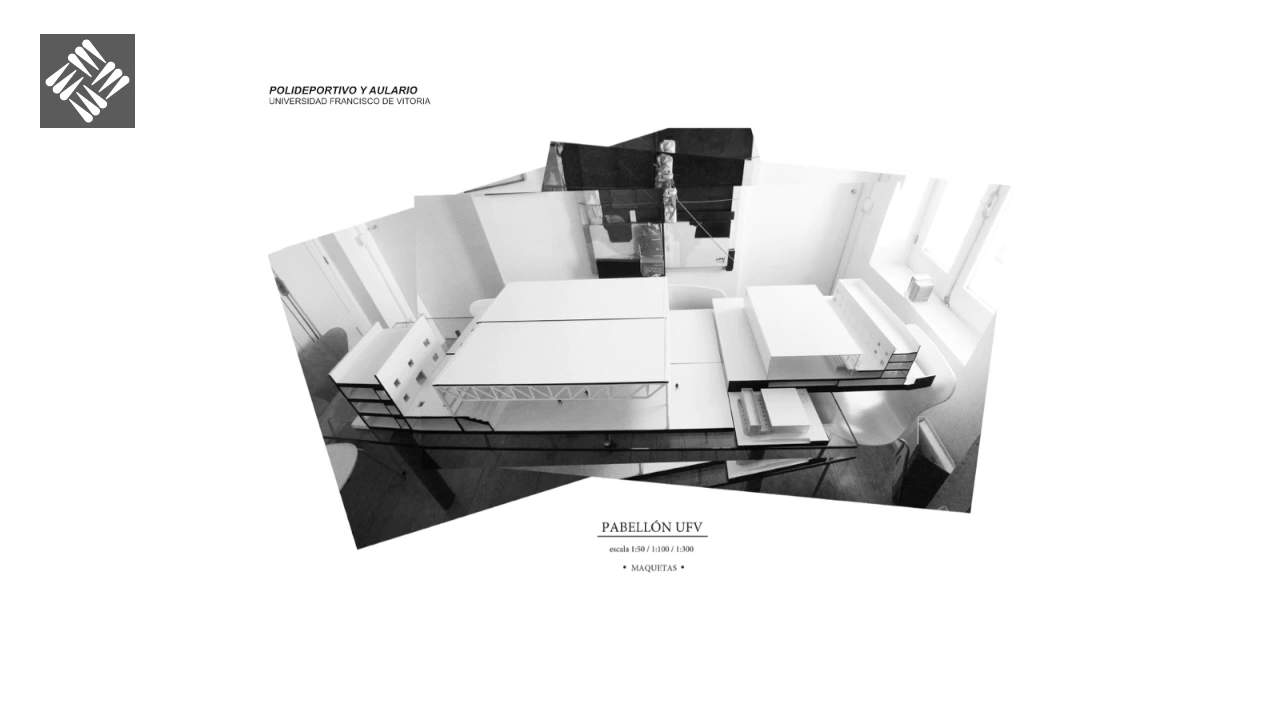 POLIDEPORTIVO Y AULARIO
UNIVERSIDAD FRANCISCO DE VITORIA
PABELLÓN UFV
escala 1:50 / 1:100 / 1:300
• MAQUETAS •